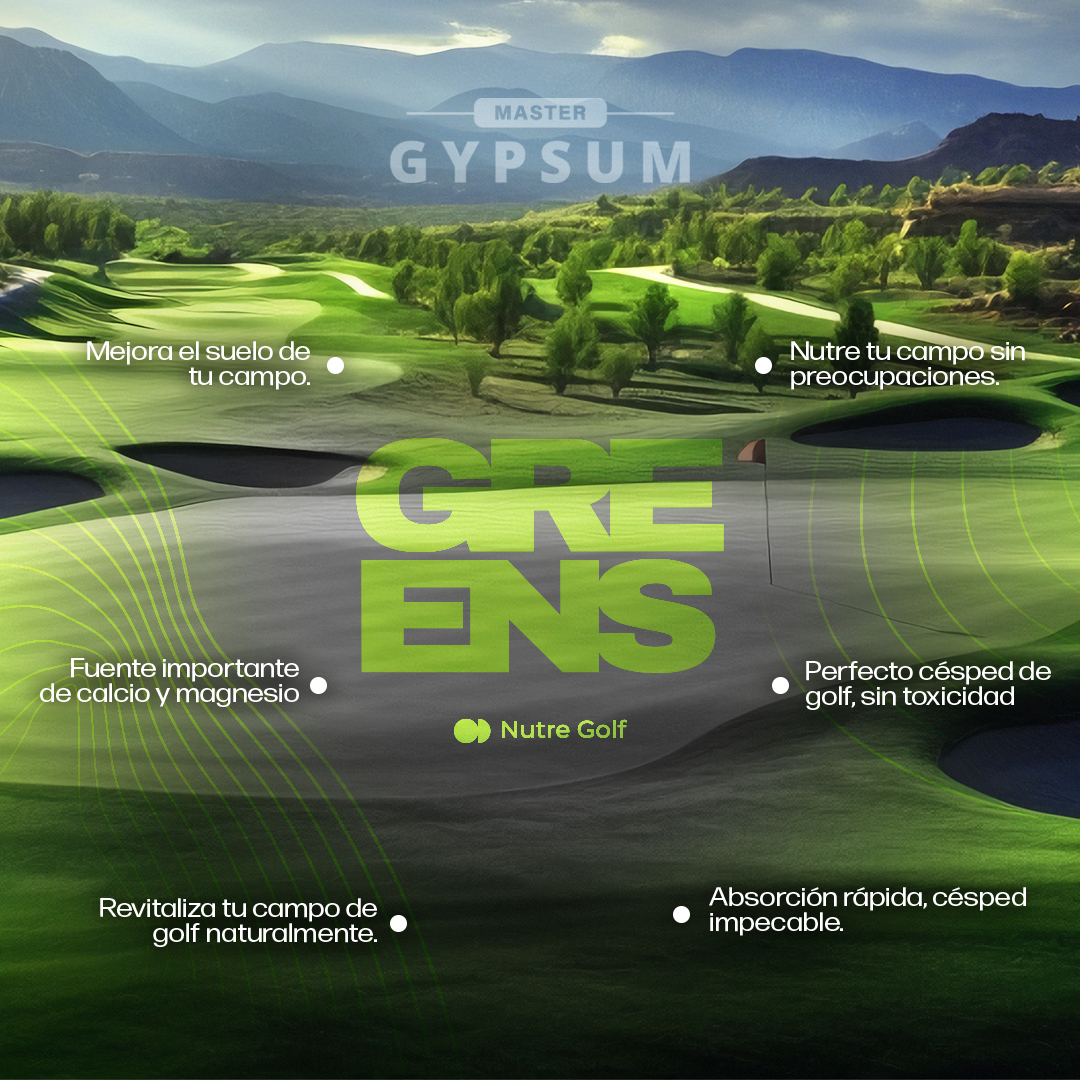 MASTER
GYPSUM
Mejora el suelo de
tu campo.
Nutre tu campo sin
preocupaciones.
GRE
ENS
Fuente importante
de calcio y magnesio
Perfecto césped de
golf, sin toxicidad
Nutre Golf
Revitaliza tu campo de
golf naturalmente.
Absorción rápida, césped
impecable.